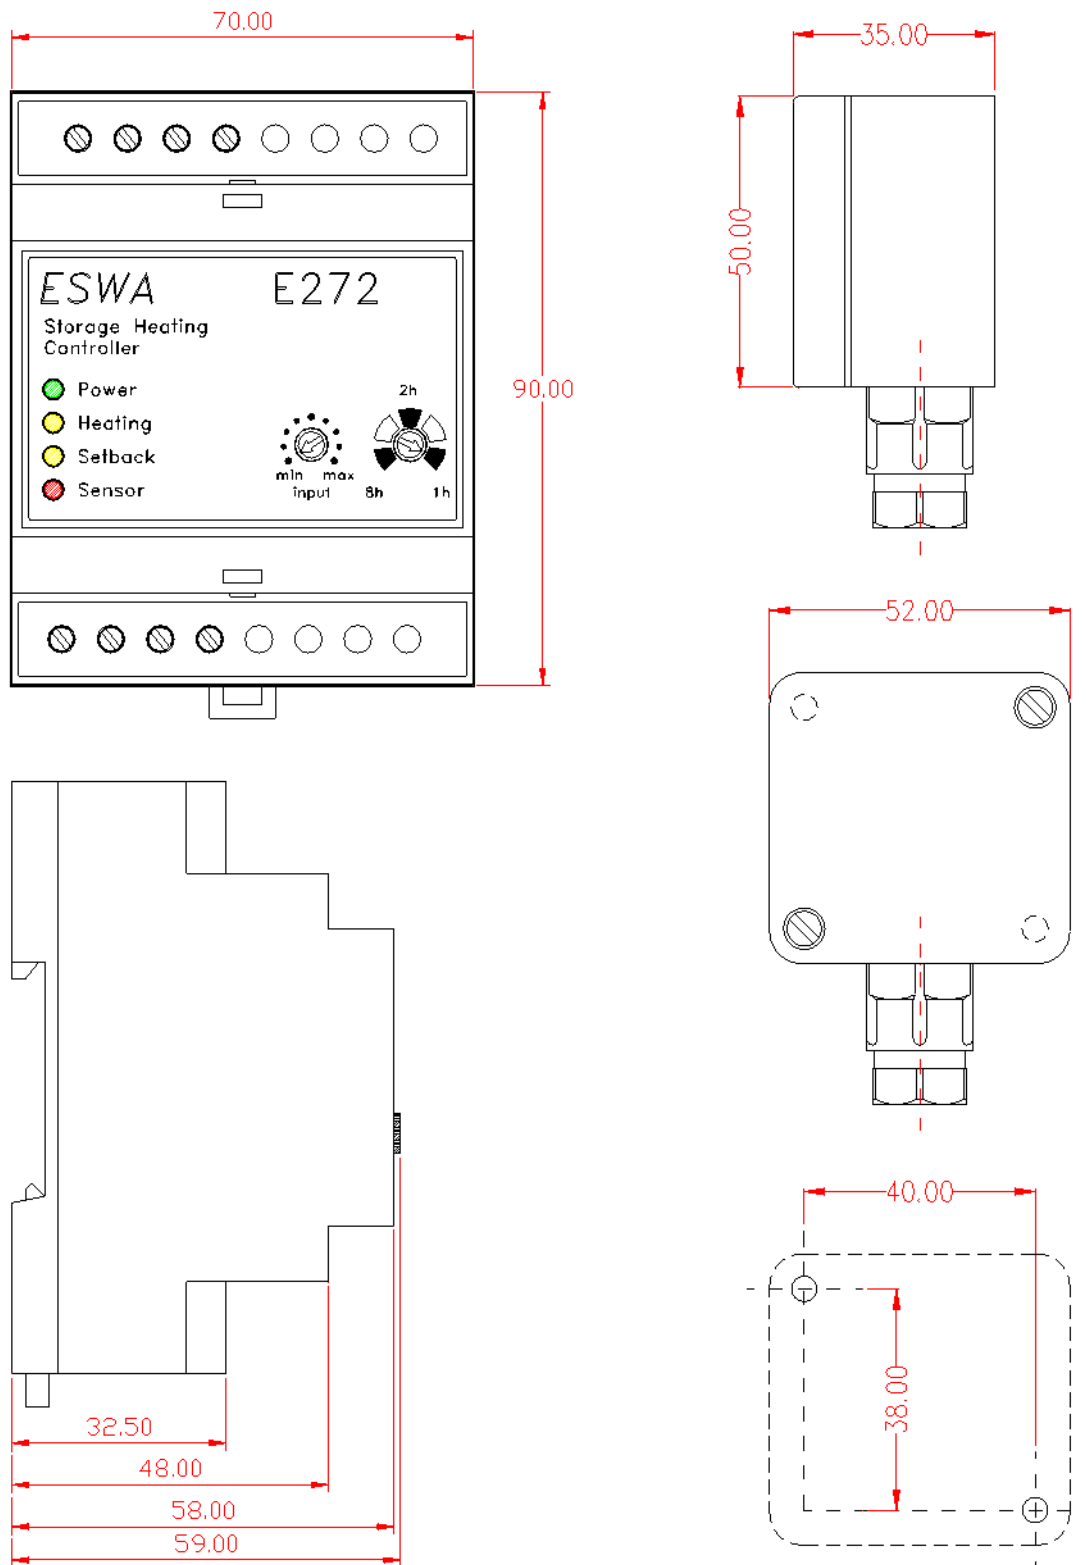 70.00
35.00
50.00
90.00
ESWA E272
Storage Heating
Controller
Power
Heating
Setback
Sensor
2h
min max
input
8h 1h
52.00
40.00
38.00
32.50
48.00
58.00
59.00